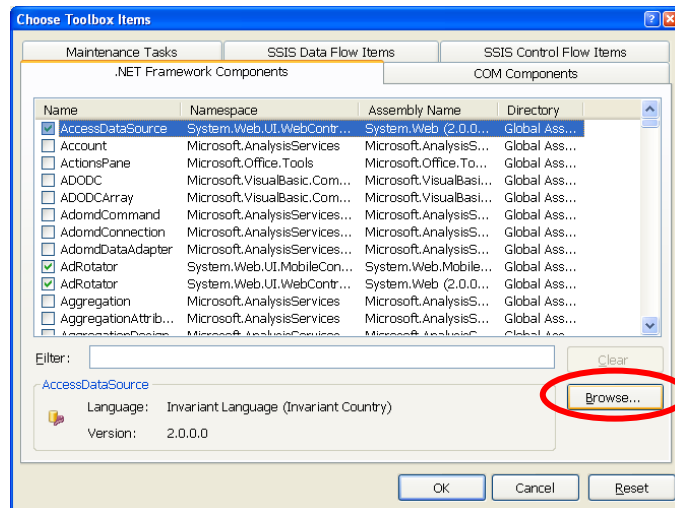 Choose Toolbox Items
Maintenance Tasks SSIS Data Flow Items SSIS Control Flow Items
.NET Framework Components COM Components
Name Namespace Assembly Name Directory
AccessDataSource System.Web.UI.WebContr... System.Web (2.0.0... Global Ass...
Account Microsoft.AnalysisServices Microsoft.AnalysisS... Global Ass...
ActionsPane Microsoft.Office.Tools Microsoft.Office.To... Global Ass...
ADODC Microsoft.VisualBasic.Com... Microsoft.VisualBasi... Global Ass...
ADODCArray Microsoft.VisualBasic.Com... Microsoft.VisualBasi... Global Ass...
AdomdCommand Microsoft.AnalysisServices... Microsoft.AnalysisS... Global Ass...
AdomdConnection Microsoft.AnalysisServices... Microsoft.AnalysisS... Global Ass...
AdomdDataAdapter Microsoft.AnalysisServices... Microsoft.AnalysisS... Global Ass...
AdRotator System.Web.UI.MobileCon... System.Web.Mobile... Global Ass...
AdRotator System.Web.UI.WebContr... System.Web (2.0.0... Global Ass...
Aggregation Microsoft.AnalysisServices Microsoft.AnalysisS... Global Ass...
AggregationAttrib... Microsoft.AnalysisServices Microsoft.AnalysisS... Global Ass...
AggregationDesign Microsoft.AnalysisServices Microsoft.AnalysisS... Global Ass...
Filter: Clear
AccessDataSource
Browse...
Language: Invariant Language (Invariant Country)
Version: 2.0.0.0
OK Cancel Reset